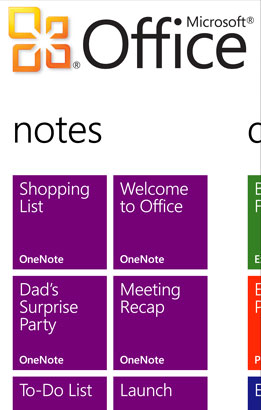 Microsoft®
Office
®
notes
Shopping
List
OneNote
Welcome
to Office
OneNote
Dad's
Surprise
Party
OneNote
Meeting
Recap
OneNote
To-Do List
Launch